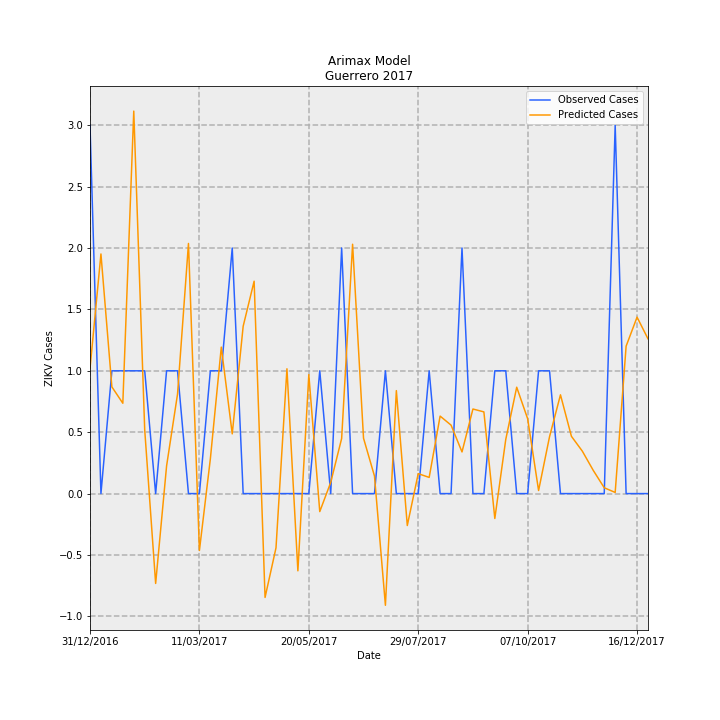 Arimax Model
Guerrero 2017
Observed Cases
Predicted Cases
ZIKV Cases
3.0
2.5
2.0
1.5
1.0
0.5
0.0
−0.5
−1.0
31/12/2016 11/03/2017 20/05/2017 29/07/2017 07/10/2017 16/12/2017
Date